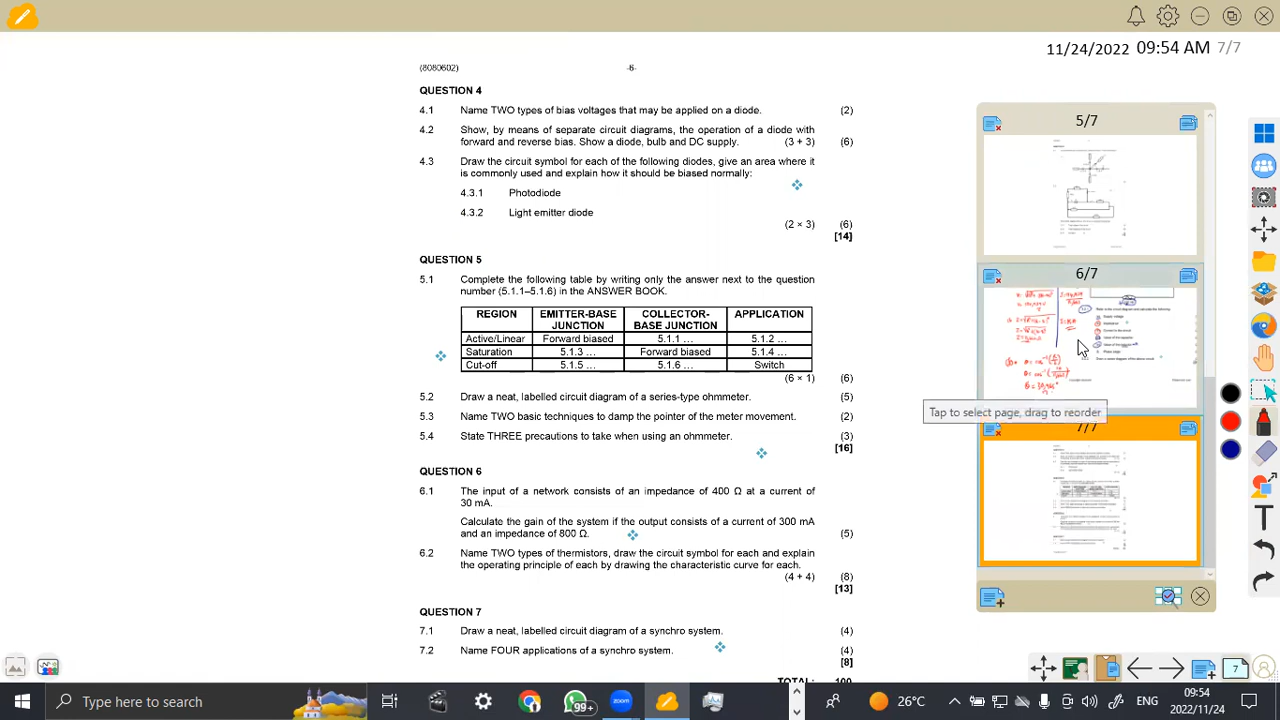 11/24/2022 09:54 AM 7/7
(8080602) -6-
QUESTION 4
4.1 Name TWO types of bias voltages that may be applied on a diode. (2)
4.2 Show, by means of separate circuit diagrams, the operation of a diode with
forward and reverse bias. Show a diode, bulb and DC supply. (3 + 3) (6)
4.3 Draw the circuit symbol for each of the following diodes, give an area where it
is commonly used and explain how it should be biased normally:
4.3.1 Photodiode
4.3.2 Light emitter diode
(2 × 3) (6)
[14]
QUESTION 5
5.1 Complete the following table by writing only the answer next to the question
number (5.1.1–5.1.6) in the ANSWER BOOK.
REGION EMITTER-BASE JUNCTION COLLECTOR-BASE JUNCTION APPLICATION
Active/Linear Forward biased 5.1.1 ... 5.1.2 ...
Saturation 5.1.3 ... Forward biased 5.1.4 ...
Cut-off 5.1.5 ... 5.1.6 ... Switch
(6 × 1) (6)
5.2 Draw a neat, labelled circuit diagram of a series-type ohmmeter. (5)
5.3 Name TWO basic techniques to damp the pointer of the meter movement. (2)
5.4 State THREE precautions to take when using an ohmmeter. (3)
[16]
QUESTION 6
6.1 The input of a network consists of an impedance of 400 Ω at a current of
30 mA.
Calculate the gain of the system if the output consists of a current of 300 mA
and an impedance of 800 Ω. (5)
6.2 Name TWO types of thermistors, draw the circuit symbol for each and explain
the operating principle of each by drawing the characteristic curve for each.
(4 + 4) (8)
[13]
QUESTION 7
7.1 Draw a neat, labelled circuit diagram of a synchro system. (4)
7.2 Name FOUR applications of a synchro system. (4)
[8]
TOTAL: 100
5/7
6/7
Tap to select page, drag to reorder
7/7
7
Type here to search
99+
26°C
ENG
09:54
2022/11/24